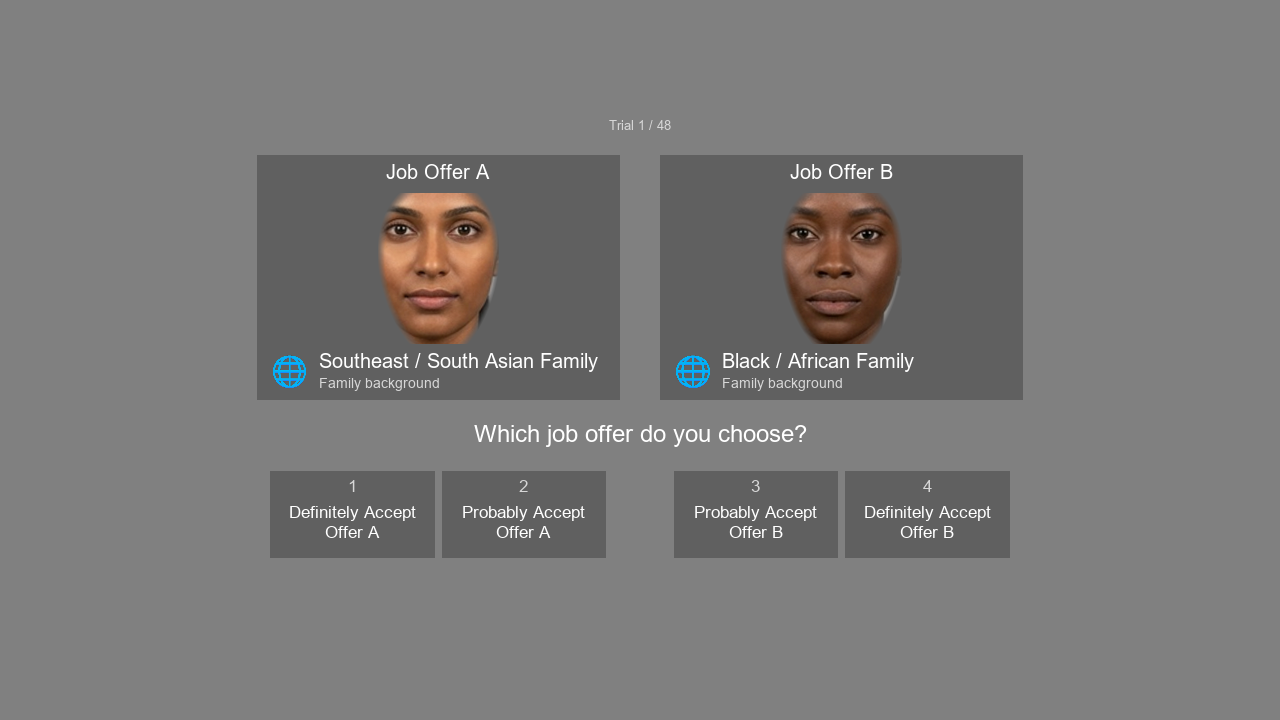 Trial 1 / 48
Job Offer A
Job Offer B
Southeast / South Asian Family
Family background
Black / African Family
Family background
Which job offer do you choose?
1
Definitely Accept
Offer A
2
Probably Accept
Offer A
3
Probably Accept
Offer B
4
Definitely Accept
Offer B